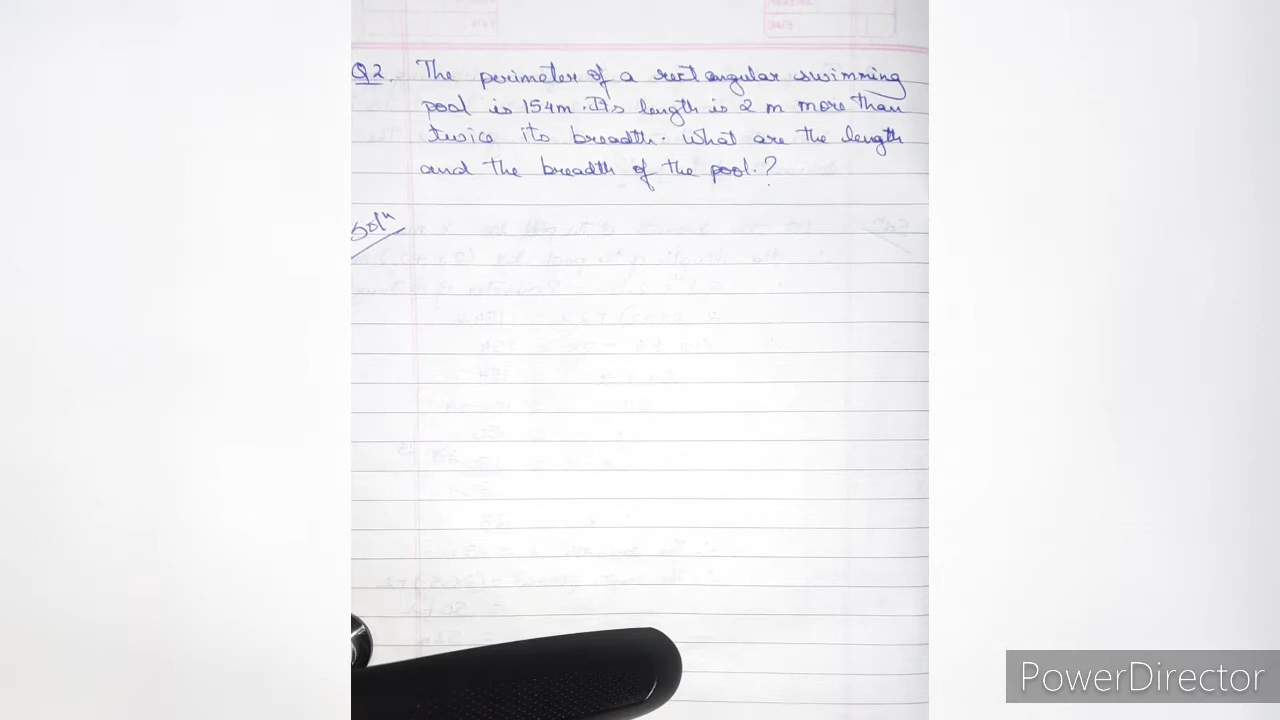 Q2. The perimeter of a rectangular swimming
pool is 154m. Its length is 2 m more than
twice its breadth. What are the length
and the breadth of the pool.?
Solⁿ
PowerDirector